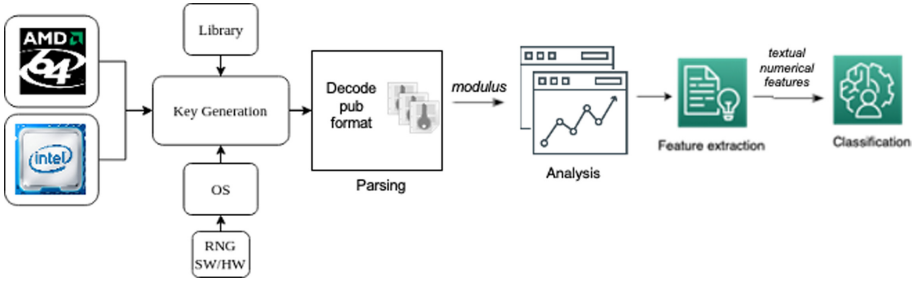 AMD
64
intel
Library
Key Generation
OS
RNG
SW/HW
Decode
pub
format
Parsing
modulus
Analysis
Feature extraction
textual
numerical
features
Classification